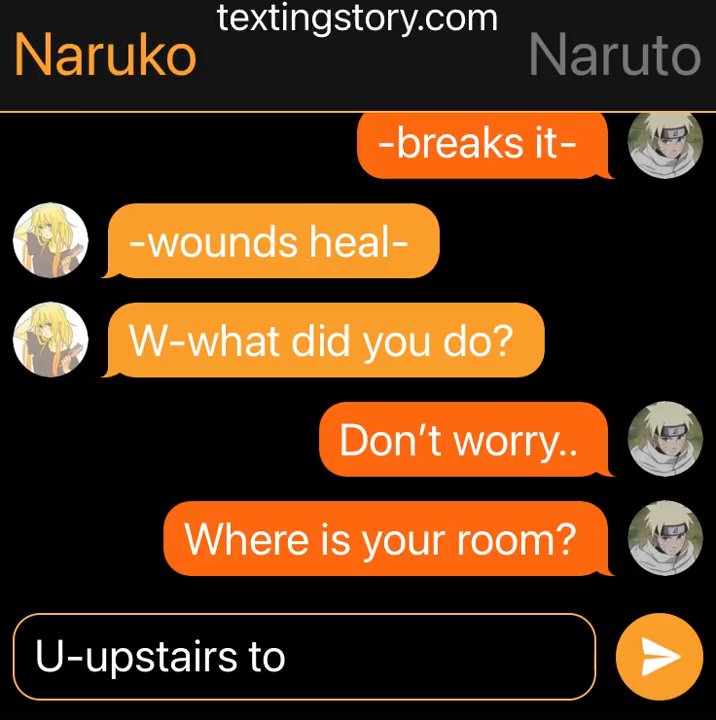 textingstory.com
Naruko
Naruto
-breaks it-
-wounds heal-
W-what did you do?
Don’t worry..
Where is your room?
U-upstairs to